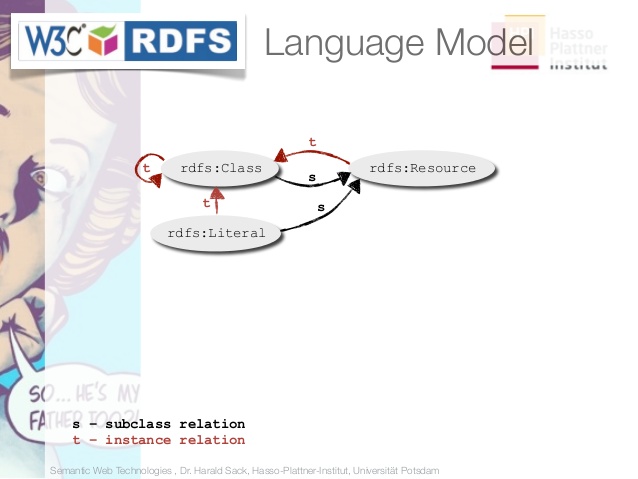 W3C RDFS Language Model
Hasso
Plattner
Institut
t
t rdfs:Class rdfs:Resource
s
t s
rdfs:Literal
SO... HE'S MY
FATHER TOO?!
s – subclass relation
t – instance relation
Semantic Web Technologies , Dr. Harald Sack, Hasso-Plattner-Institut, Universität Potsdam